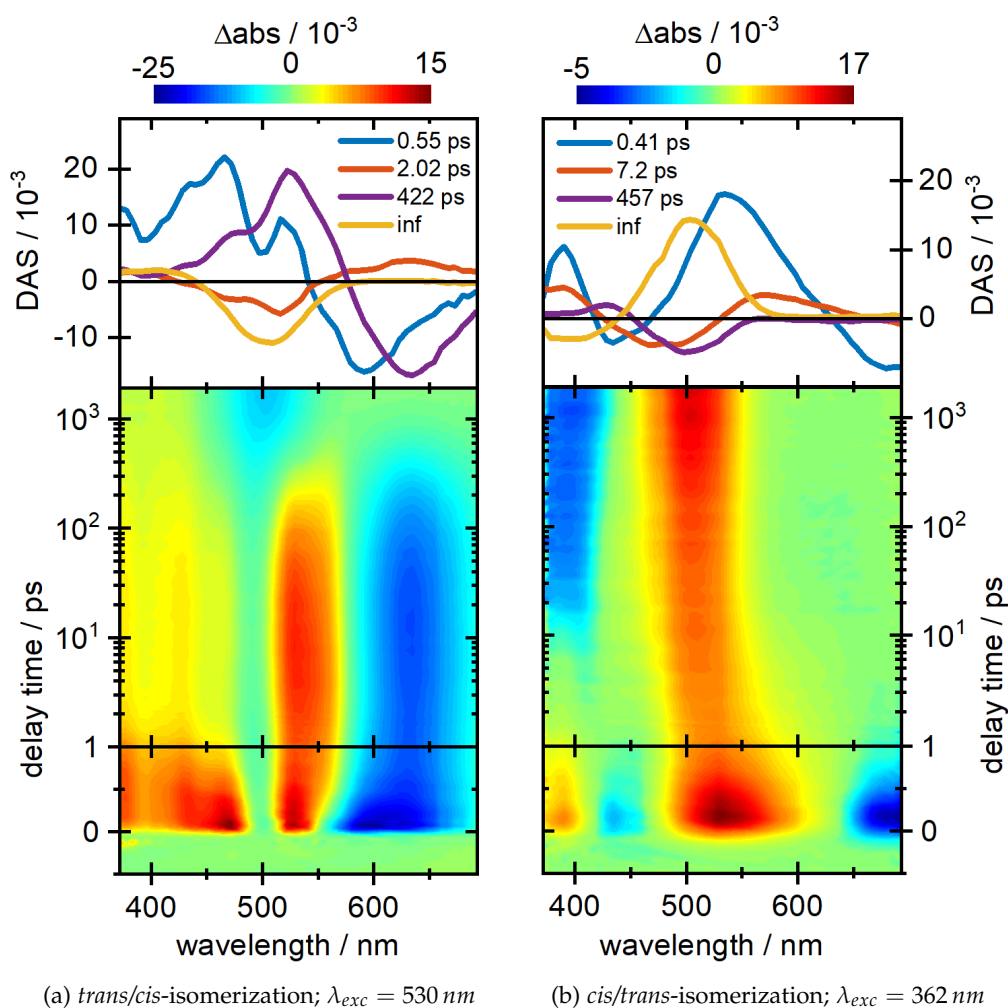 Δabs / 10⁻³
-25 0 15
DAS / 10⁻³
20
10
0
-10
0.55 ps
2.02 ps
422 ps
inf
delay time / ps
10³
10²
10¹
1
0
400 500 600
wavelength / nm
(a) trans/cis-isomerization; λexc = 530 nm
Δabs / 10⁻³
-5 0 17
0.41 ps
7.2 ps
457 ps
inf
20
10
0
DAS / 10⁻³
10³
10²
10¹
1
0
delay time / ps
400 500 600
wavelength / nm
(b) cis/trans-isomerization; λexc = 362 nm